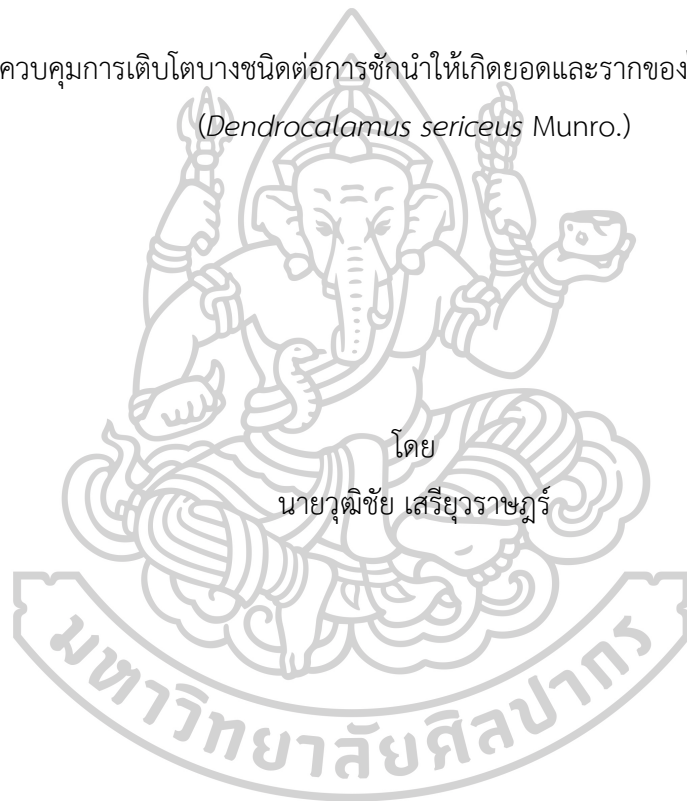 ควบคุมการเติบโตบางชนิดต่อการชักนำให้เกิดยอดและรากของ
(Dendrocalamus sericeus Munro.)
โดย
นายวุฒิชัย เสรียุวราษฎร์
มหาวิทยาลัยศิลปากร